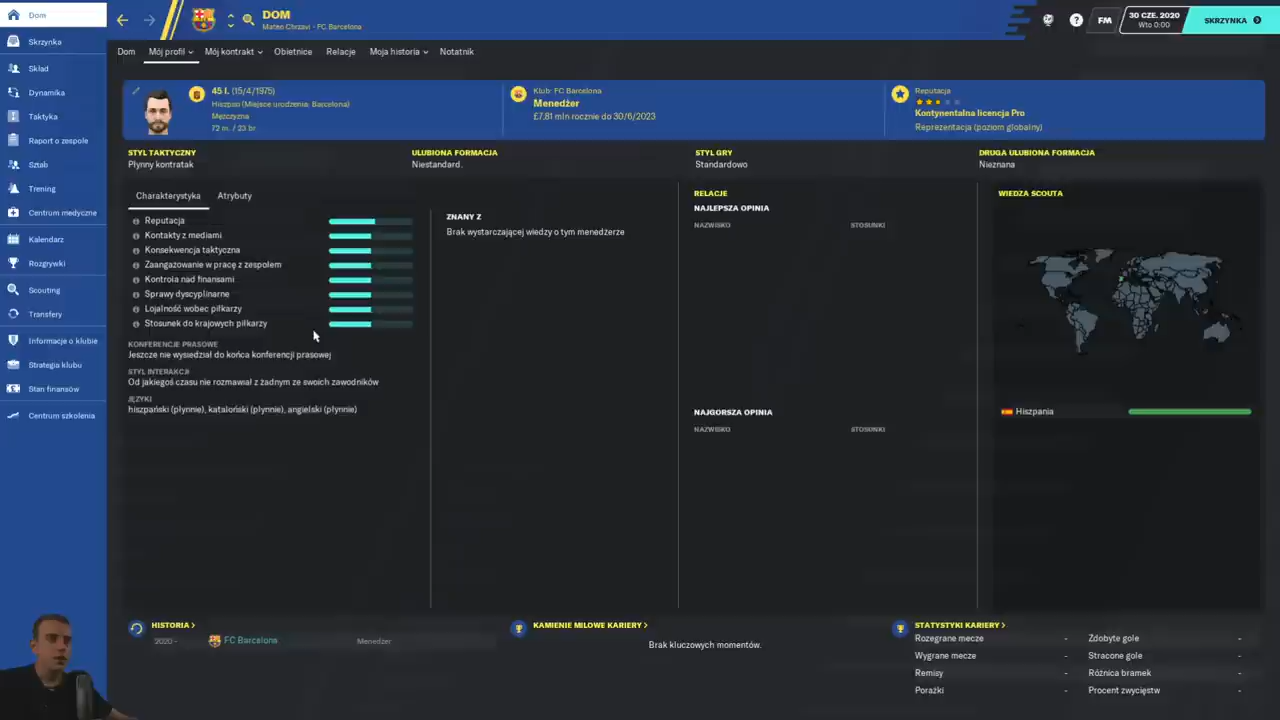 Dom
Skrzynka
Skład
Dynamika
Taktyka
Raport o zespole
Sztab
Trening
Centrum medyczne
Kalendarz
Rozgrywki
Scouting
Transfery
Informacje o klubie
Strategia klubu
Stan finansów
Centrum szkolenia
DOM
Mateo Chrzavi - FC Barcelona
FM
30 CZE. 2020
Wto 0:00
SKRZYNKA
Dom
Mój profil
Mój kontrakt
Obietnice
Relacje
Moja historia
Notatnik
45 l. (15/4/1975)
Hiszpan (Miejsce urodzenia: Barcelona)
Mężczyzna
72 m. / 23 br
Klub: FC Barcelona
Menedżer
£7.81 mln rocznie do 30/6/2023
Reputacja
Kontynentalna licencja Pro
Reprezentacja (poziom globalny)
STYL TAKTYCZNY
Płynny kontratak
ULUBIONA FORMACJA
Niestandard.
STYL GRY
Standardowo
DRUGA ULUBIONA FORMACJA
Nieznana
Charakterystyka
Atrybuty
Reputacja
Kontakty z mediami
Konsekwencja taktyczna
Zaangażowanie w pracę z zespołem
Kontrola nad finansami
Sprawy dyscyplinarne
Lojalność wobec piłkarzy
Stosunek do krajowych piłkarzy
KONFERENCJE PRASOWE
Jeszcze nie wysiedział do końca konferencji prasowej
STYL INTERAKCJI
Od jakiegoś czasu nie rozmawiał z żadnym ze swoich zawodników
JĘZYKI
hiszpański (płynnie), kataloński (płynnie), angielski (płynnie)
ZNANY Z
Brak wystarczającej wiedzy o tym menedżerze
RELACJE
NAJLEPSZA OPINIA
NAZWISKO
STOSUNKI
NAJGORSZA OPINIA
NAZWISKO
STOSUNKI
WIEDZA SCOUTA
Hiszpania
HISTORIA >
2020 -
FC Barcelona
Menedżer
KAMIENIE MILOWE KARIERY >
Brak kluczowych momentów.
STATYSTYKI KARIERY >
Rozegrane mecze -
Zdobyte gole -
Wygrane mecze -
Stracone gole -
Remisy -
Różnica bramek -
Porażki -
Procent zwycięstw -